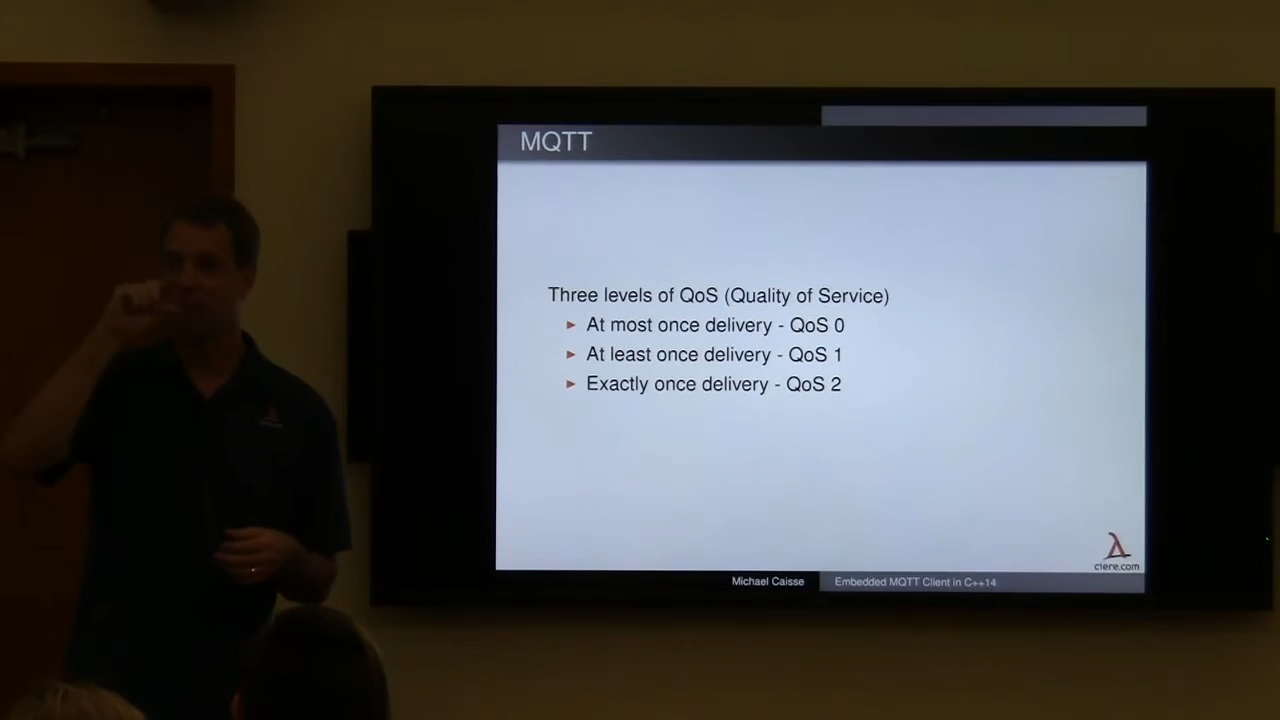 MQTT
Three levels of QoS (Quality of Service)
At most once delivery - QoS 0
At least once delivery - QoS 1
Exactly once delivery - QoS 2
ciere.com
Michael Caisse
Embedded MQTT Client in C++14